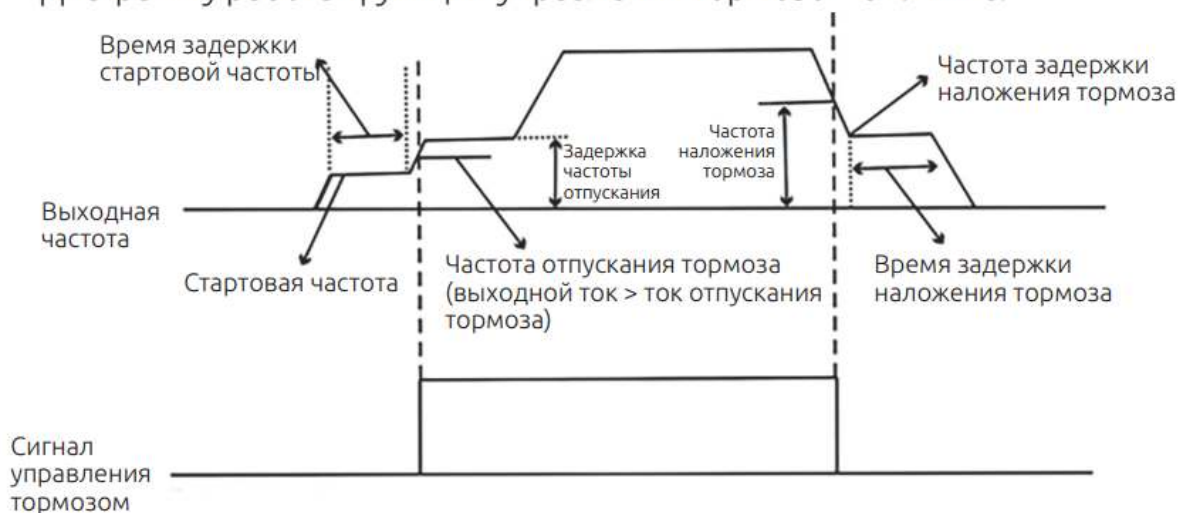 Время задержки
стартовой частоты
Частота задержки
наложения тормоза
Частота
наложения
тормоза
Задержка
частоты
отпускания
Выходная
частота
Стартовая частота
Частота отпускания тормоза
(выходной ток > ток отпускания
тормоза)
Время задержки
наложения тормоза
Сигнал
управления
тормозом